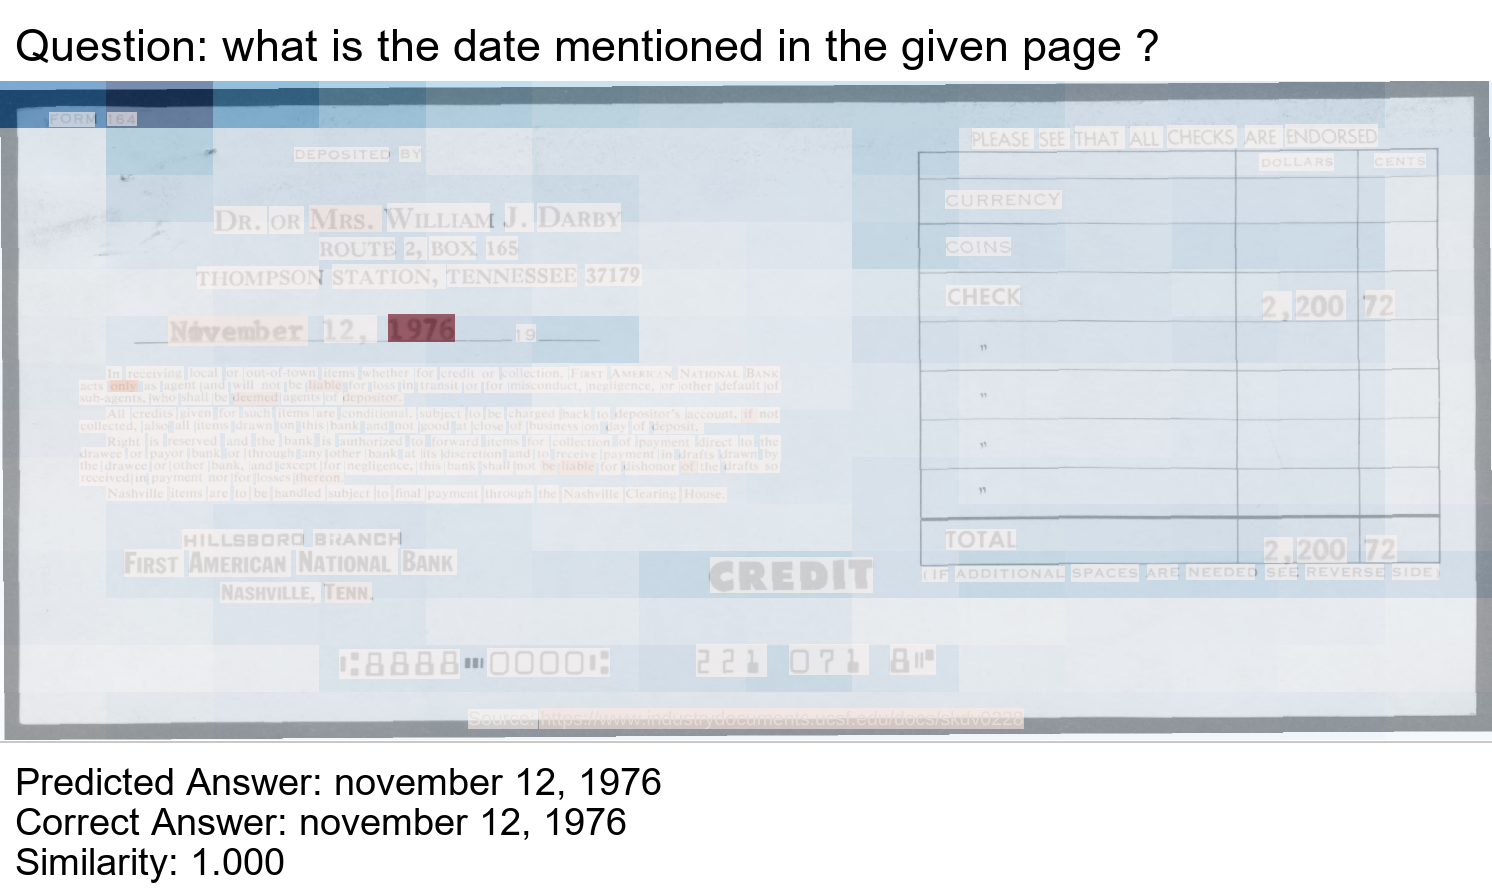 Question: what is the date mentioned in the given page ?
FORM 164
DEPOSITED BY
DR. OR MRS. WILLIAM J. DARBY
ROUTE 2, BOX 165
THOMPSON STATION, TENNESSEE 37179
November 12, 1976 19
In receiving local or out-of-town items whether for credit or collection, FIRST AMERICAN NATIONAL BANK
acts only as agent and will not be liable for loss in transit or for misconduct, negligence, or other default of
sub-agents, who shall be deemed agents of depositor.
All credits given for such items are conditional, subject to be charged back to depositor's account, if not
collected, also all items drawn on this bank and not good at close of business on day of deposit.
Right is reserved and the bank is authorized to forward items for collection of payment direct to the
drawee or payor bank or through any other bank at its discretion and to receive payment in drafts drawn by
the drawee or other bank, and except for negligence, this bank shall not be liable for dishonor of the drafts so
received in payment nor for losses thereon.
Nashville items are to be handled subject to final payment through the Nashville Clearing House.
HILLSBORO BRANCH
FIRST AMERICAN NATIONAL BANK
NASHVILLE, TENN.
CREDIT
PLEASE SEE THAT ALL CHECKS ARE ENDORSED
DOLLARS CENTS
CURRENCY
COINS
CHECK 2,200 72
"
"
"
"
TOTAL 2,200 72
(IF ADDITIONAL SPACES ARE NEEDED SEE REVERSE SIDE)
⑆8888⑉0000⑆ 221 071 8⑈
Source: https://www.industrydocuments.ucsf.edu/docs/skdv0228
Predicted Answer: november 12, 1976
Correct Answer: november 12, 1976
Similarity: 1.000